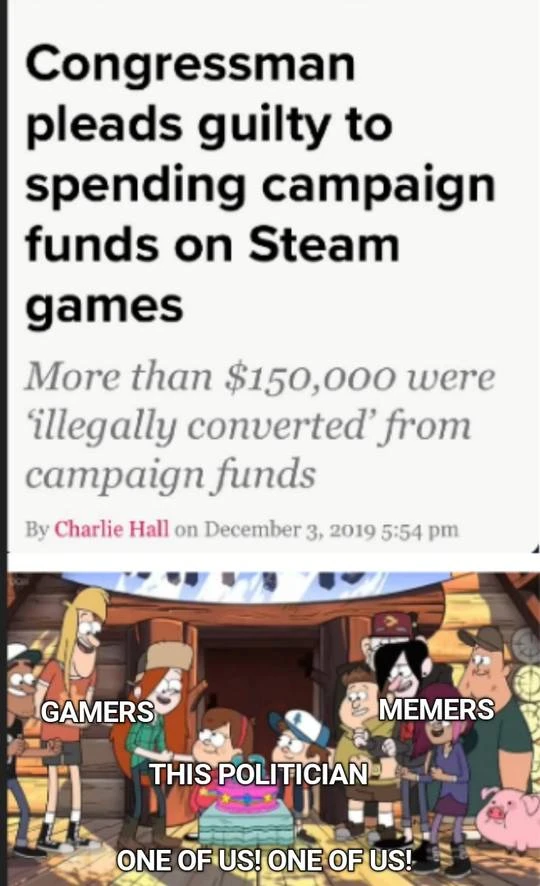 Congressman
pleads guilty to
spending campaign
funds on Steam
games
More than $150,000 were
‘illegally converted’ from
campaign funds
By Charlie Hall on December 3, 2019 5:54 pm
GAMERS
MEMERS
THIS POLITICIAN
ONE OF US! ONE OF US!